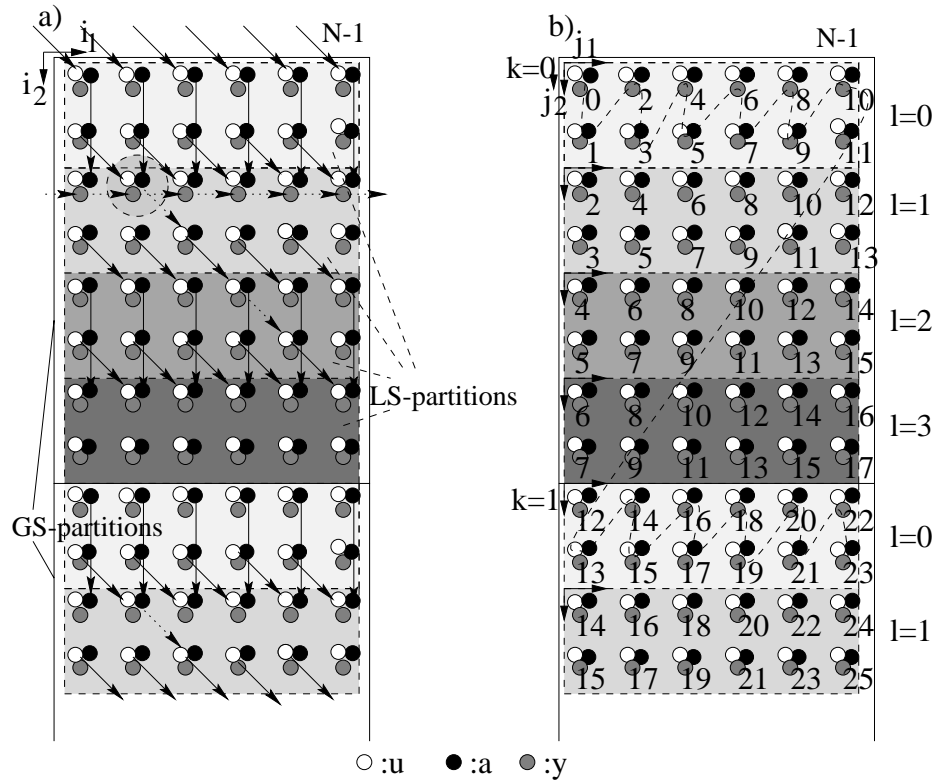 a)
i1
N-1
i2
LS-partitions
GS-partitions
b)
j1
N-1
k=0
j2
0 2 4 6 8 10
l=0
1 3 5 7 9 11
2 4 6 8 10 12
l=1
3 5 7 9 11 13
4 6 8 10 12 14
l=2
5 7 9 11 13 15
6 8 10 12 14 16
l=3
7 9 11 13 15 17
k=1
12 14 16 18 20 22
l=0
13 15 17 19 21 23
14 16 18 20 22 24
l=1
15 17 19 21 23 25
:u :a :y